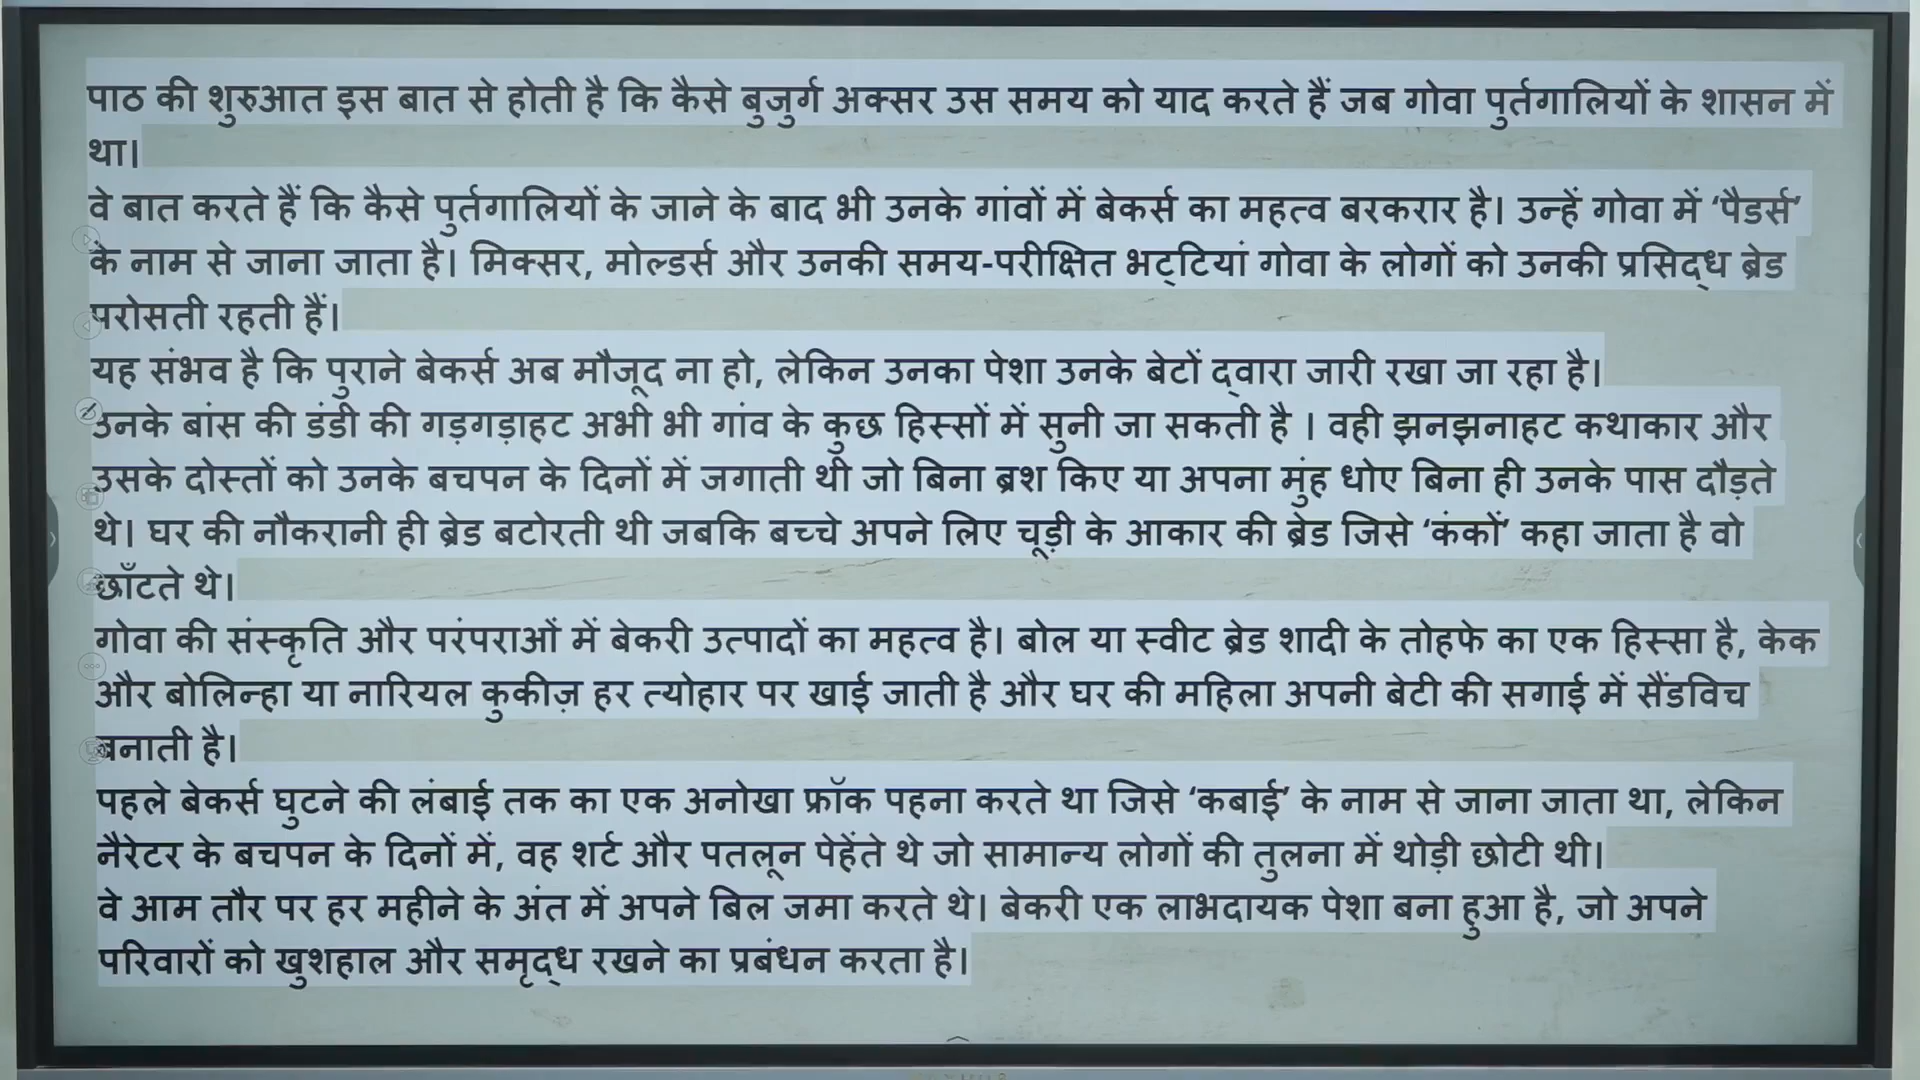 पाठ की शुरुआत इस बात से होती है कि कैसे बुजुर्ग अक्सर उस समय को याद करते हैं जब गोवा पुर्तगालियों के शासन में
था।
वे बात करते हैं कि कैसे पुर्तगालियों के जाने के बाद भी उनके गांवों में बेकर्स का महत्व बरकरार है। उन्हें गोवा में ‘पैडर्स’
के नाम से जाना जाता है। मिक्सर, मोल्डर्स और उनकी समय-परीक्षित भट्टियां गोवा के लोगों को उनकी प्रसिद्ध ब्रेड
परोसती रहती हैं।
यह संभव है कि पुराने बेकर्स अब मौजूद ना हो, लेकिन उनका पेशा उनके बेटों द्वारा जारी रखा जा रहा है।
उनके बांस की डंडी की गड़गड़ाहट अभी भी गांव के कुछ हिस्सों में सुनी जा सकती है । वही झनझनाहट कथाकार और
उसके दोस्तों को उनके बचपन के दिनों में जगाती थी जो बिना ब्रश किए या अपना मुंह धोए बिना ही उनके पास दौड़ते
थे। घर की नौकरानी ही ब्रेड बटोरती थी जबकि बच्चे अपने लिए चूड़ी के आकार की ब्रेड जिसे ‘कंकों’ कहा जाता है वो
छाँटते थे।
गोवा की संस्कृति और परंपराओं में बेकरी उत्पादों का महत्व है। बोल या स्वीट ब्रेड शादी के तोहफे का एक हिस्सा है, केक
और बोलिन्हा या नारियल कुकीज़ हर त्योहार पर खाई जाती है और घर की महिला अपनी बेटी की सगाई में सैंडविच
बनाती है।
पहले बेकर्स घुटने की लंबाई तक का एक अनोखा फ्रॉक पहना करते था जिसे ‘कबाई’ के नाम से जाना जाता था, लेकिन
नैरेटर के बचपन के दिनों में, वह शर्ट और पतलून पेहेंते थे जो सामान्य लोगों की तुलना में थोड़ी छोटी थी।
वे आम तौर पर हर महीने के अंत में अपने बिल जमा करते थे। बेकरी एक लाभदायक पेशा बना हुआ है, जो अपने
परिवारों को खुशहाल और समृद्ध रखने का प्रबंधन करता है।